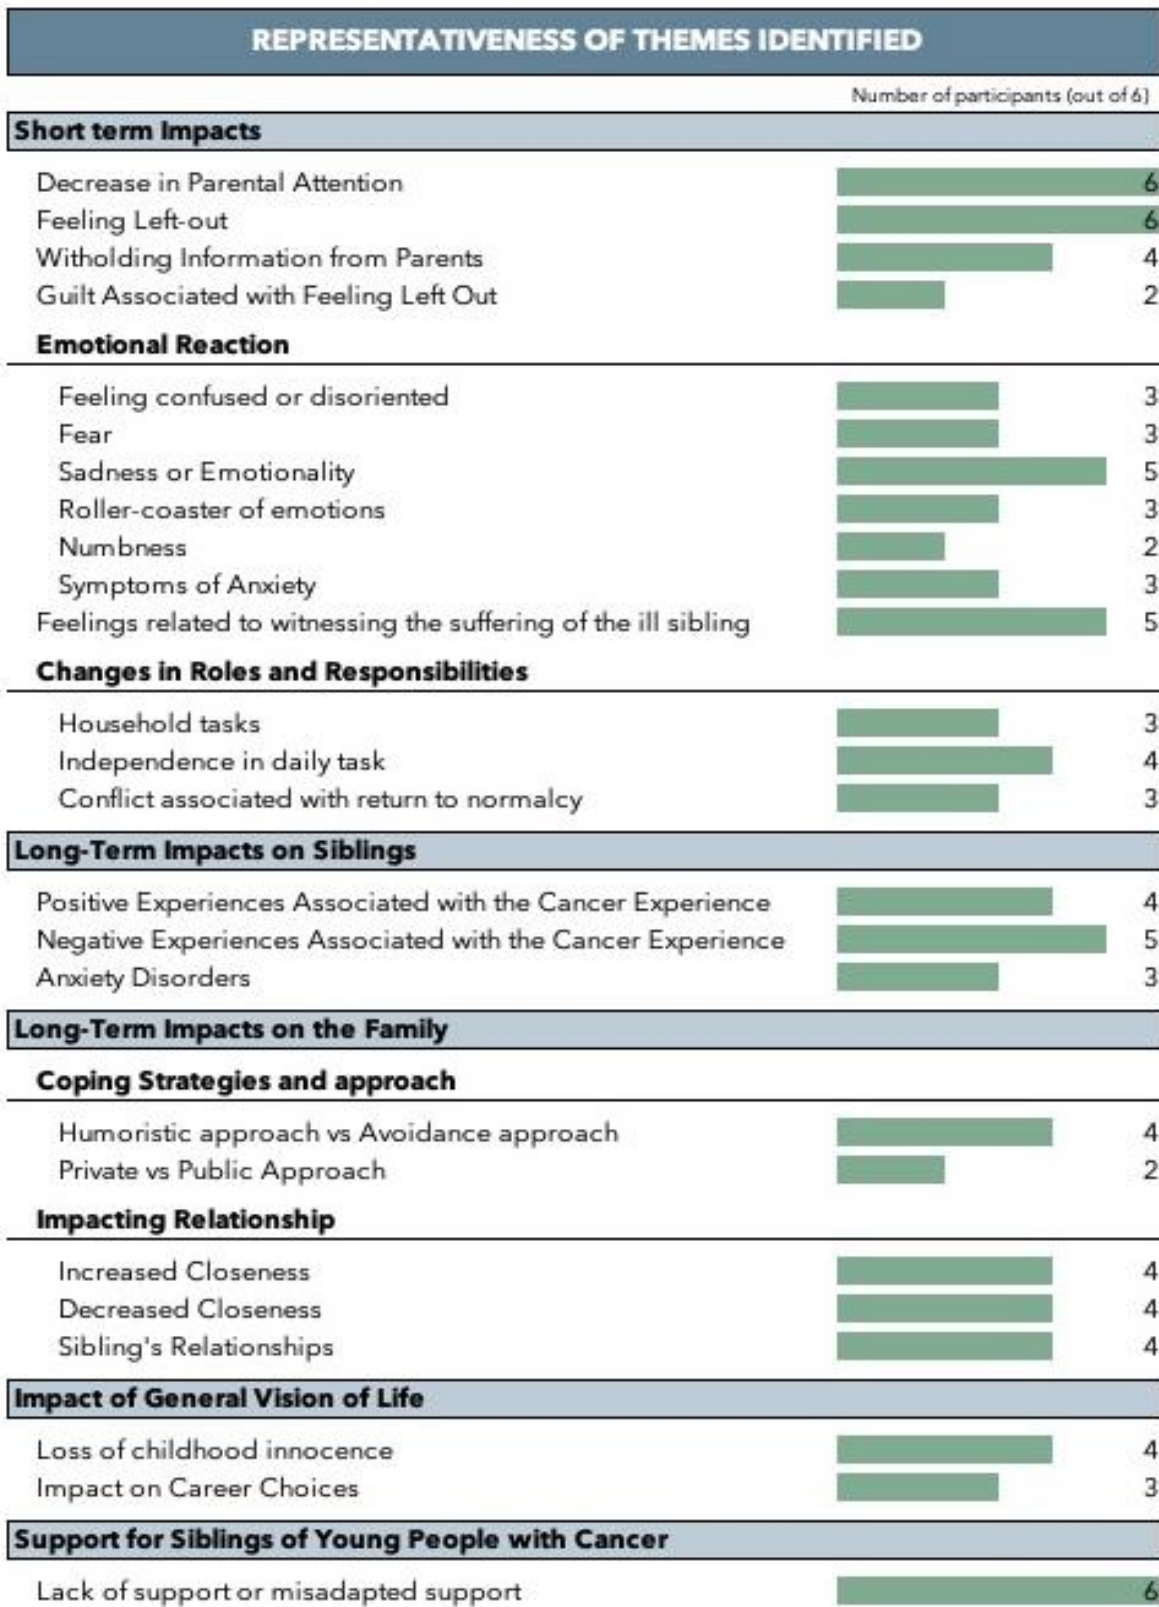 REPRESENTATIVENESS OF THEMES IDENTIFIED
Number of participants (out of 6)
Short term Impacts
Decrease in Parental Attention 6
Feeling Left-out 6
Witholding Information from Parents 4
Guilt Associated with Feeling Left Out 2
Emotional Reaction
Feeling confused or disoriented 3
Fear 3
Sadness or Emotionality 5
Roller-coaster of emotions 3
Numbness 2
Symptoms of Anxiety 3
Feelings related to witnessing the suffering of the ill sibling 5
Changes in Roles and Responsibilities
Household tasks 3
Independence in daily task 4
Conflict associated with return to normalcy 3
Long-Term Impacts on Siblings
Positive Experiences Associated with the Cancer Experience 4
Negative Experiences Associated with the Cancer Experience 5
Anxiety Disorders 3
Long-Term Impacts on the Family
Coping Strategies and approach
Humoristic approach vs Avoidance approach 4
Private vs Public Approach 2
Impacting Relationship
Increased Closeness 4
Decreased Closeness 4
Sibling's Relationships 4
Impact of General Vision of Life
Loss of childhood innocence 4
Impact on Career Choices 3
Support for Siblings of Young People with Cancer
Lack of support or misadapted support 6